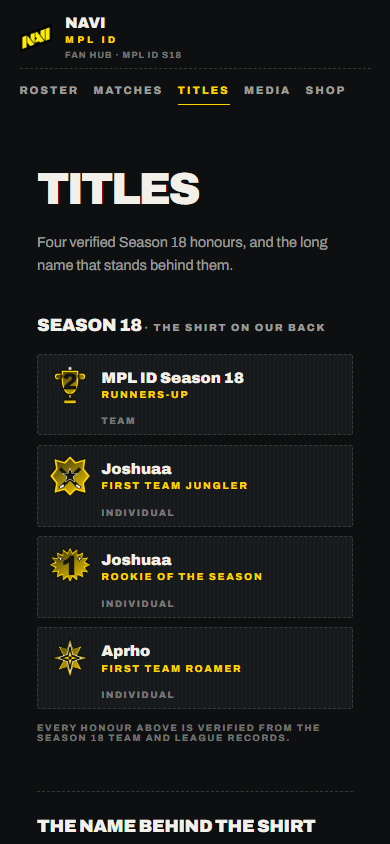 NAVI
NAVI
MPL ID
FAN HUB · MPL ID S18
ROSTER MATCHES TITLES MEDIA SHOP
TITLES
Four verified Season 18 honours, and the long
name that stands behind them.
SEASON 18 · THE SHIRT ON OUR BACK
2
MPL ID Season 18
RUNNERS-UP
TEAM
Joshuaa
FIRST TEAM JUNGLER
INDIVIDUAL
1
Joshuaa
ROOKIE OF THE SEASON
INDIVIDUAL
Aprho
FIRST TEAM ROAMER
INDIVIDUAL
EVERY HONOUR ABOVE IS VERIFIED FROM THE
SEASON 18 TEAM AND LEAGUE RECORDS.
THE NAME BEHIND THE SHIRT